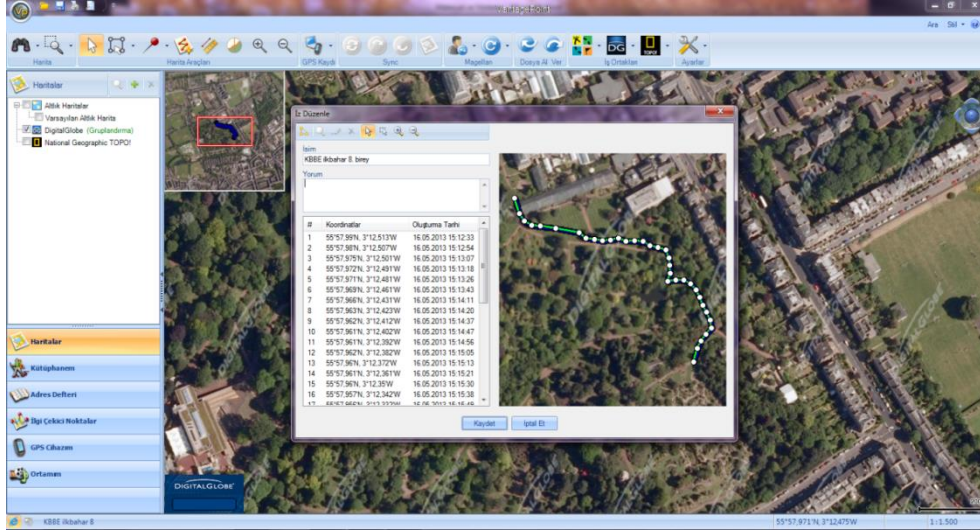 VantagePoint
Ara Stil
Harita
Harita Araçları
GPS Kaydı
Sync
Magellan
Dosya Al Ver
DG
TOPO!
İş Ortakları
Ayarlar
Haritalar
Altlık Haritalar
Varsayılan Altlık Harita
DigitalGlobe (Gruplandırma)
National Geographic TOPO!
Haritalar
Kütüphanem
Adres Defteri
İlgi Çekici Noktalar
GPS Cihazım
Ortamım
İz Düzenle
İsim
KBBE ilkbahar 8. birey
Yorum
# Koordinatlar Oluşturma Tarihi
1 55°57,99'N, 3°12,513'W 16.05.2013 15:12:33
2 55°57,98'N, 3°12,507'W 16.05.2013 15:12:54
3 55°57,975'N, 3°12,501'W 16.05.2013 15:13:07
4 55°57,972'N, 3°12,491'W 16.05.2013 15:13:18
5 55°57,971'N, 3°12,481'W 16.05.2013 15:13:26
6 55°57,969'N, 3°12,461'W 16.05.2013 15:13:43
7 55°57,966'N, 3°12,431'W 16.05.2013 15:14:11
8 55°57,963'N, 3°12,423'W 16.05.2013 15:14:20
9 55°57,962'N, 3°12,412'W 16.05.2013 15:14:37
10 55°57,961'N, 3°12,402'W 16.05.2013 15:14:47
11 55°57,961'N, 3°12,392'W 16.05.2013 15:14:56
12 55°57,962'N, 3°12,382'W 16.05.2013 15:15:05
13 55°57,96'N, 3°12,372'W 16.05.2013 15:15:13
14 55°57,96'N, 3°12,361'W 16.05.2013 15:15:21
15 55°57,96'N, 3°12,35'W 16.05.2013 15:15:30
16 55°57,957'N, 3°12,342'W 16.05.2013 15:15:38
Kaydet İptal Et
DIGITALGLOBE
KBBE ilkbahar 8
55°57,971'N, 3°12,475'W
1:1.500